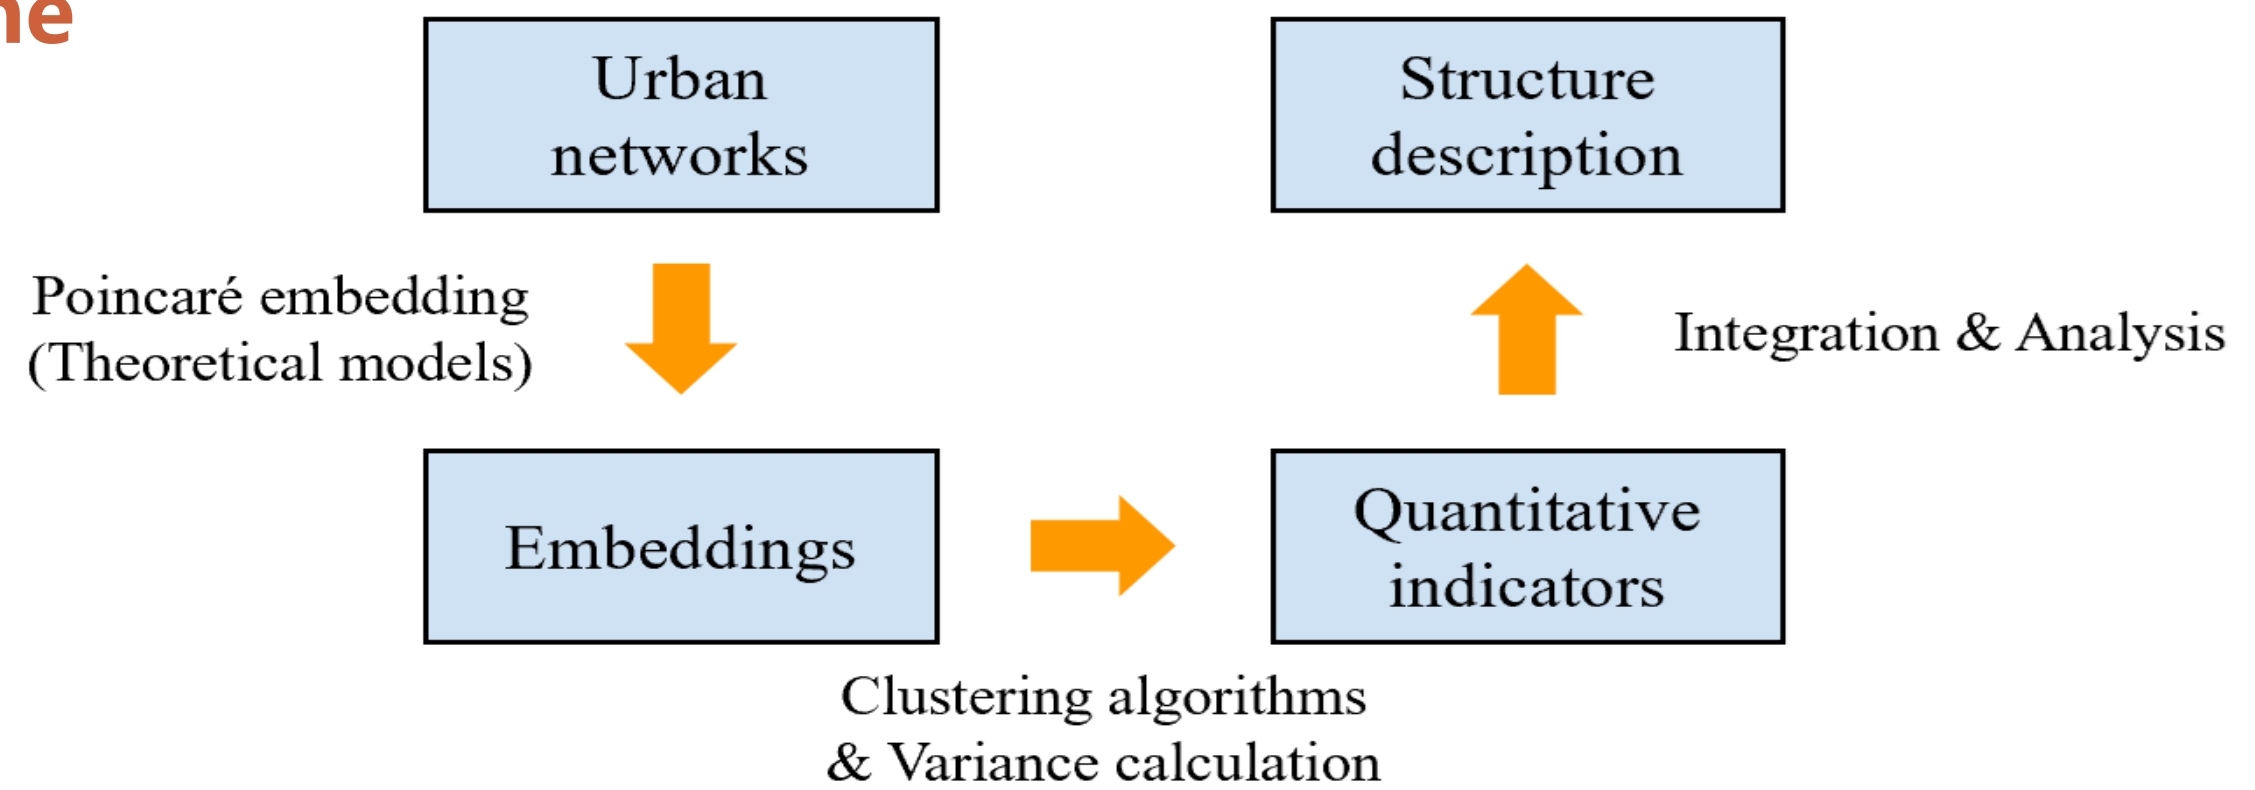 Urban
networks
Structure
description
Poincaré embedding
(Theoretical models)
Integration & Analysis
Embeddings
Quantitative
indicators
Clustering algorithms
& Variance calculation